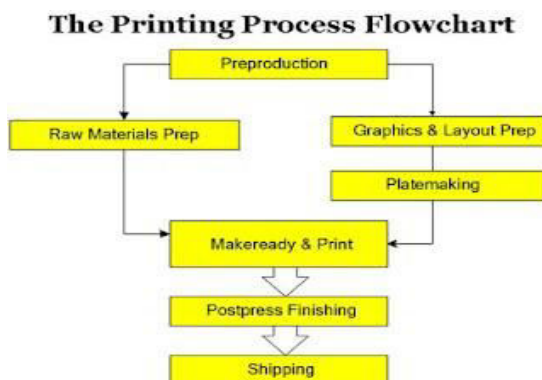 The Printing Process Flowchart
Preproduction
Raw Materials Prep
Graphics & Layout Prep
Platemaking
Makeready & Print
Postpress Finishing
Shipping